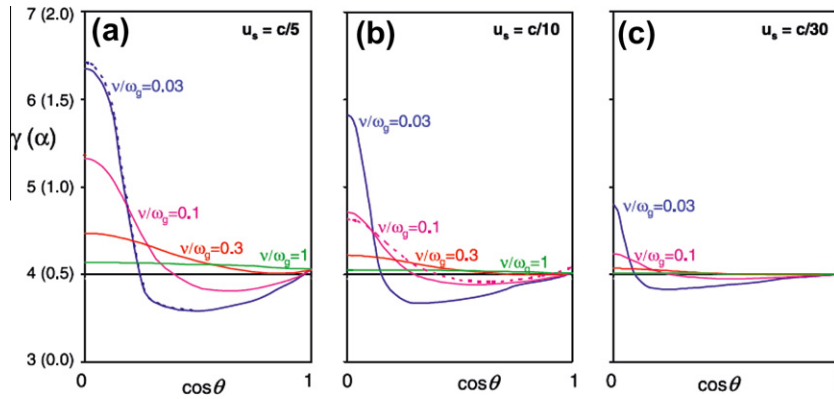 7 (2.0)
(a)
u_s = c/5
(b)
u_s = c/10
(c)
u_s = c/30
ν/ω_g=0.03
6 (1.5)
γ (α)
ν/ω_g=0.03
5 (1.0)
ν/ω_g=0.1
ν/ω_g=0.3
ν/ω_g=1
ν/ω_g=0.1
ν/ω_g=0.3
ν/ω_g=1
ν/ω_g=0.03
ν/ω_g=0.1
4 (0.5)
3 (0.0)
0
cosθ
1
0
cosθ
1
0
cosθ